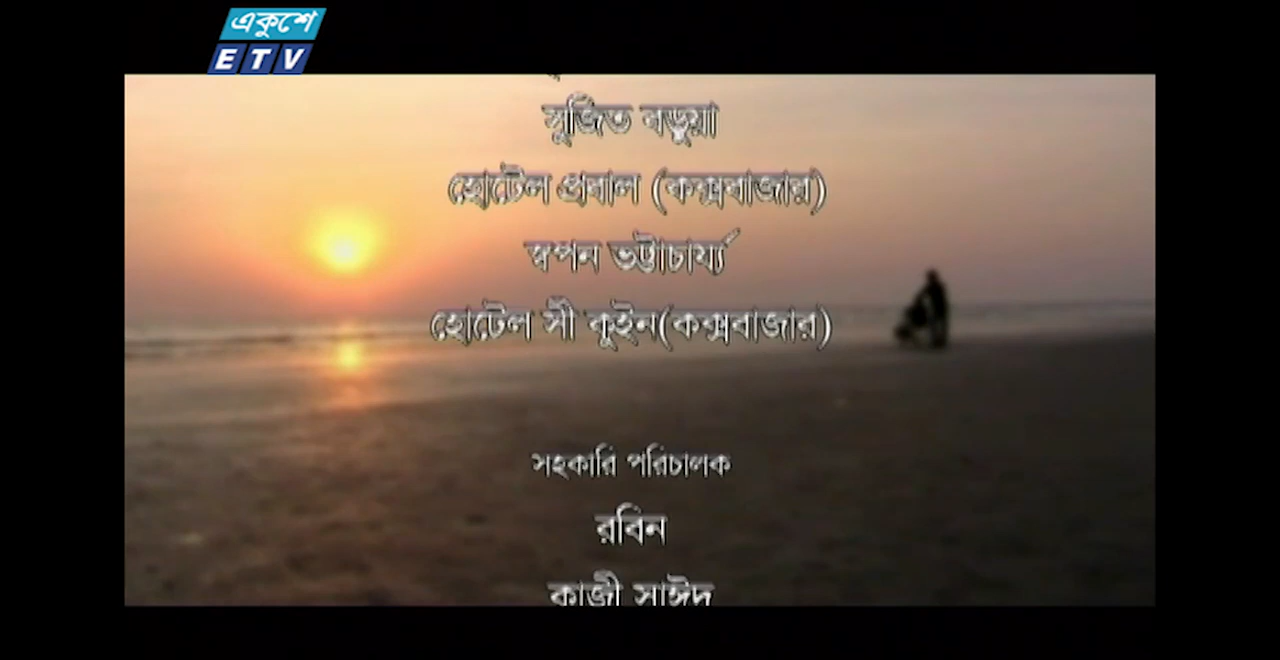 একুশে
ETV
সুজিত বড়ুয়া
হোটেল প্রবাল (কক্সবাজার)
স্বপন ভট্টাচার্য্য
হোটেল সী কুইন(কক্সবাজার)
সহকারি পরিচালক
রবিন
কাজী সাঈদ